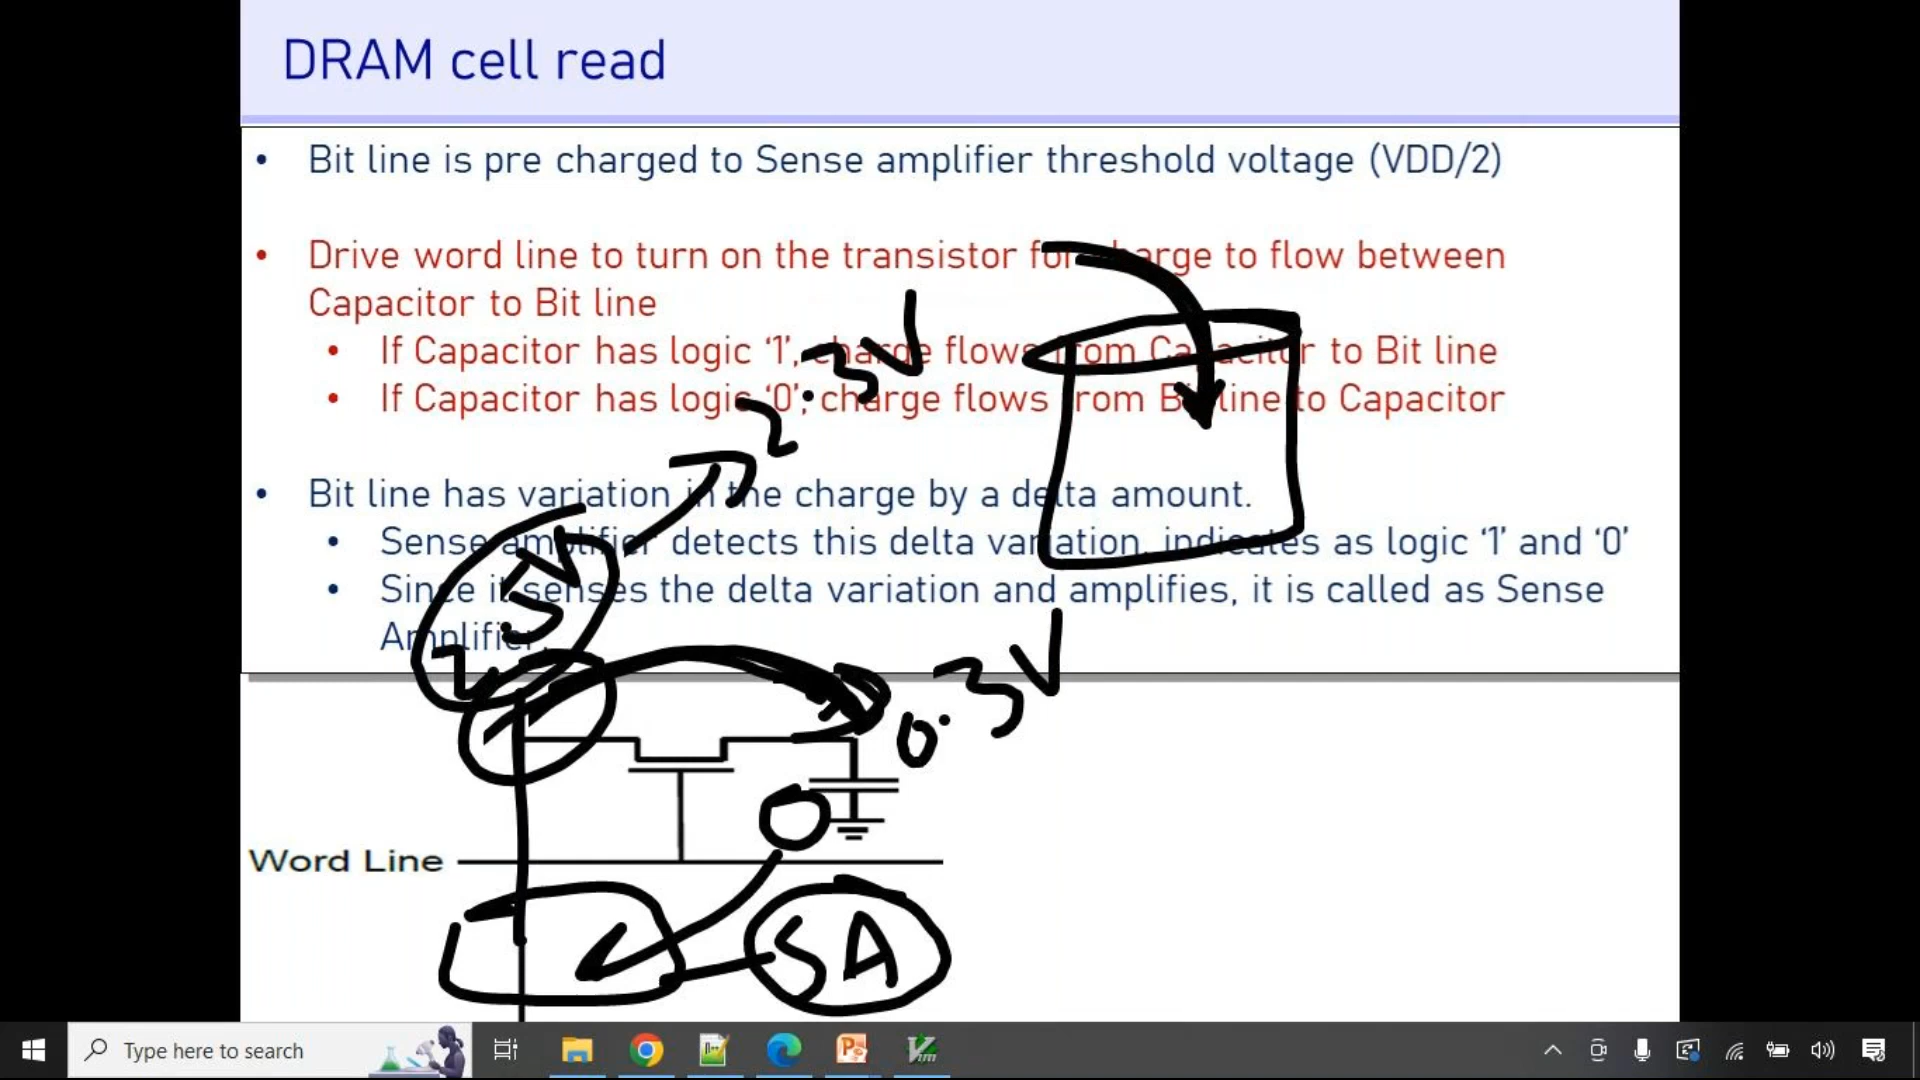 DRAM cell read
• Bit line is pre charged to Sense amplifier threshold voltage (VDD/2)
• Drive word line to turn on the transistor for charge to flow between
Capacitor to Bit line
• If Capacitor has logic ‘1’, charge flows from Capacitor to Bit line
• If Capacitor has logic ‘0’, charge flows from Bit line to Capacitor
• Bit line has variation in the charge by a delta amount.
• Sense amplifier detects this delta variation, indicates as logic ‘1’ and ‘0’
• Since it senses the delta variation and amplifies, it is called as Sense
Amplifier.
2.3V
2.5V
0.3V
0
Word Line
SA
Type here to search